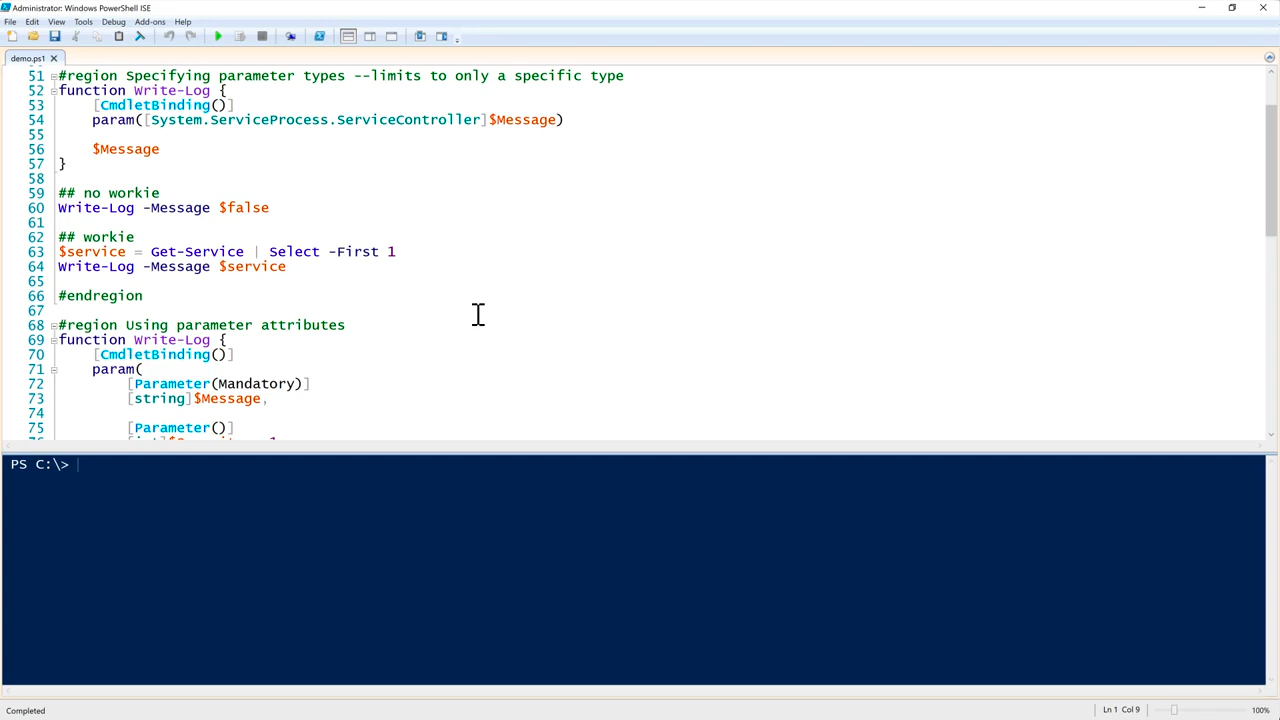 Administrator: Windows PowerShell ISE
File Edit View Tools Debug Add-ons Help
demo.ps1
51 #region Specifying parameter types --limits to only a specific type
52 function Write-Log {
53 [CmdletBinding()]
54 param([System.ServiceProcess.ServiceController]$Message)
55
56 $Message
57 }
58
59 ## no workie
60 Write-Log -Message $false
61
62 ## workie
63 $service = Get-Service | Select -First 1
64 Write-Log -Message $service
65
66 #endregion
67
68 #region Using parameter attributes
69 function Write-Log {
70 [CmdletBinding()]
71 param(
72 [Parameter(Mandatory)]
73 [string]$Message,
74
75 [Parameter()]
PS C:\>
Completed
Ln 1 Col 9
100%